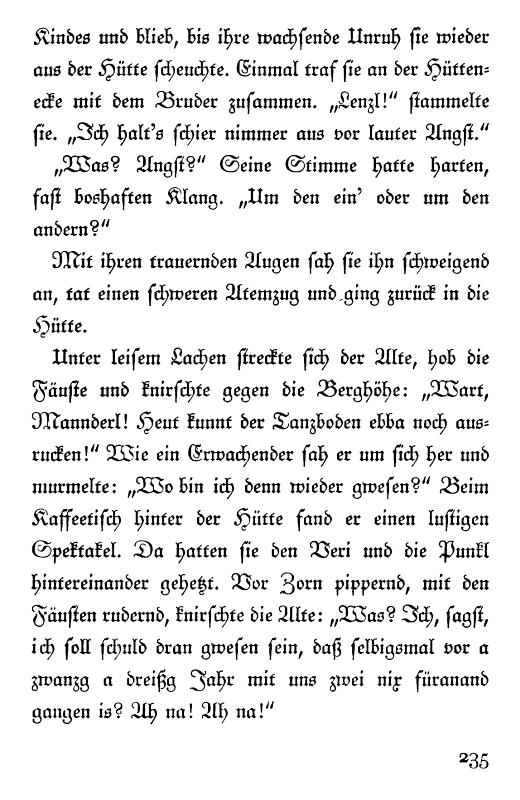 Kindes und blieb, bis ihre wachsende Unruh sie wieder
aus der Hütte scheuchte. Einmal traf sie an der Hütten-
ecke mit dem Bruder zusammen. „Lenzl!“ stammelte
sie. „Ich halt's schier nimmer aus vor lauter Angst.“
„Was? Angst?“ Seine Stimme hatte harten,
fast boshaften Klang. „Um den ein' oder um den
andern?“
Mit ihren trauernden Augen sah sie ihn schweigend
an, tat einen schweren Atemzug und ging zurück in die
Hütte.
Unter leisem Lachen streckte sich der Alte, hob die
Fäuste und knirschte gegen die Berghöhe: „Wart,
Mannderl! Heut kunnt der Tanzboden ebba noch aus-
rucken!“ Wie ein Erwachender sah er um sich her und
murmelte: „Wo bin ich denn wieder gwesen?“ Beim
Kaffeetisch hinter der Hütte fand er einen lustigen
Spektakel. Da hatten sie den Veri und die Punkl
hintereinander gehetzt. Vor Zorn pippernd, mit den
Fäusten rudernd, knirschte die Alte: „Was? Ich, sagst,
ich soll schuld dran gwesen sein, daß selbigsmal vor a
zwanzg a dreißg Jahr mit uns zwei nix füranand
gangen is? Ah na! Ah na!“
235